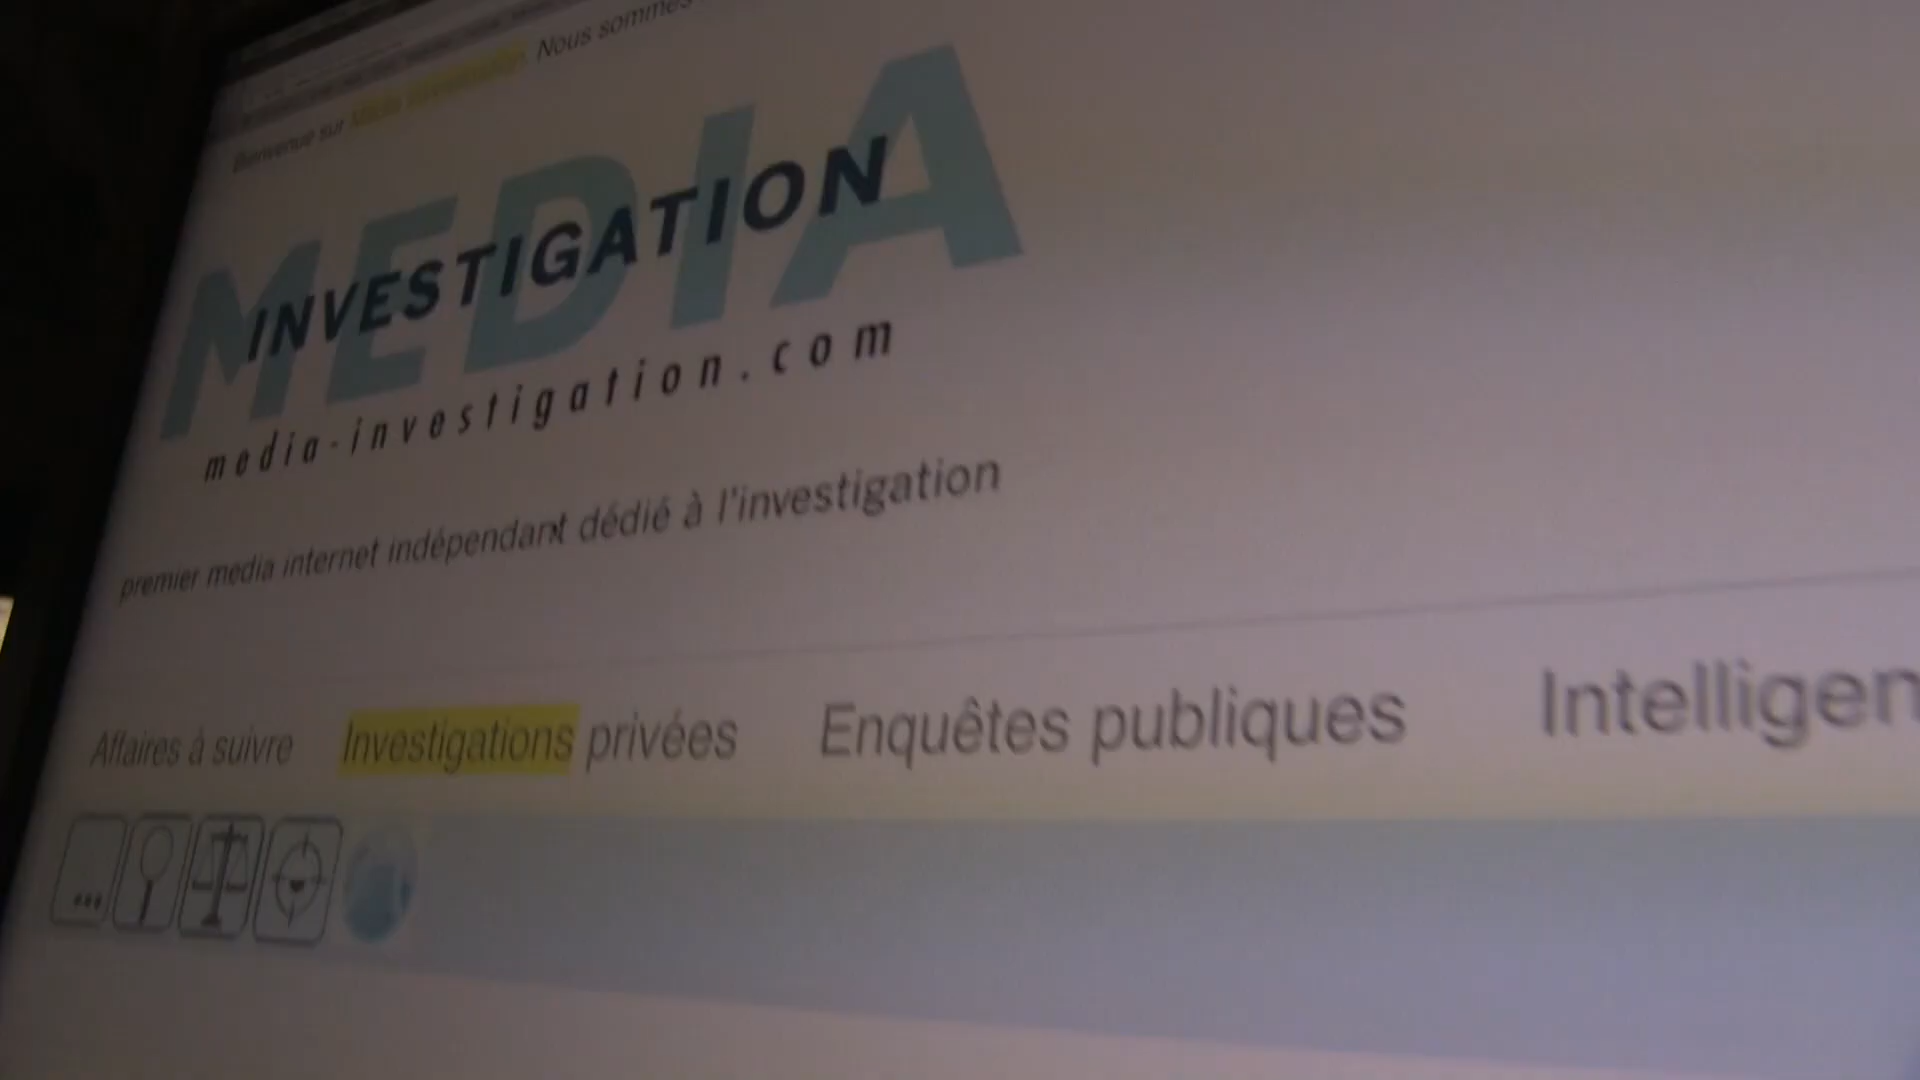 Bienvenue sur Nous sommes
MEDIA
INVESTIGATION
media-investigation.com
premier media internet indépendant dédié à l'investigation
Affaires à suivre Investigations privées Enquêtes publiques Intelligen